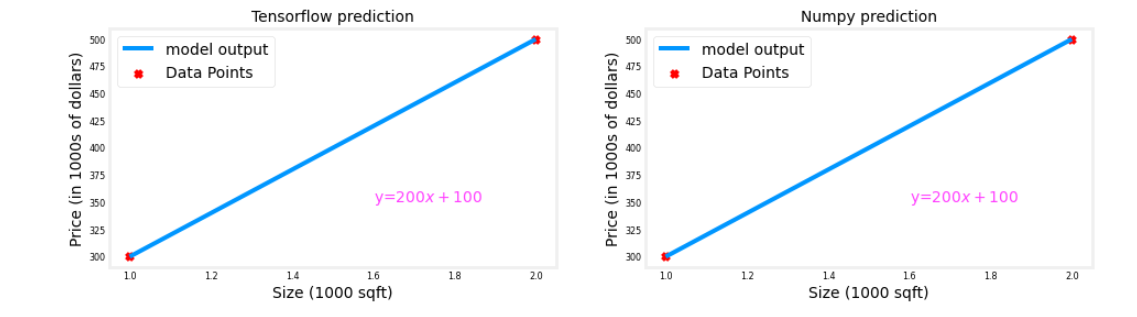 Tensorflow prediction
model output
Data Points
y=200x + 100
Price (in 1000s of dollars)
500
475
450
425
400
375
350
325
300
1.0 1.2 1.4 1.6 1.8 2.0
Size (1000 sqft)
Numpy prediction
model output
Data Points
y=200x + 100
Price (in 1000s of dollars)
500
475
450
425
400
375
350
325
300
1.0 1.2 1.4 1.6 1.8 2.0
Size (1000 sqft)